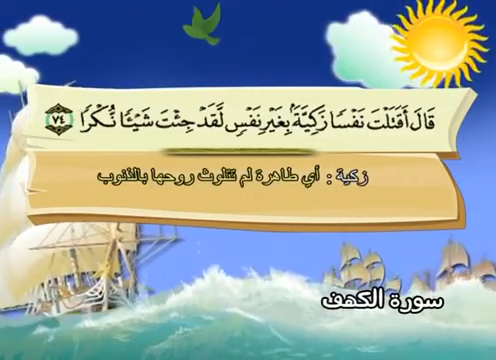 قَالَ أَقَتَلْتَ نَفْسًا زَكِيَّةً بِغَيْرِ نَفْسٍ لَّقَدْ جِئْتَ شَيْـًٔا نُّكْرًا ٧٤
زكية : أي طاهرة لم تتلوث روحها بالذنوب
سورة الكهف